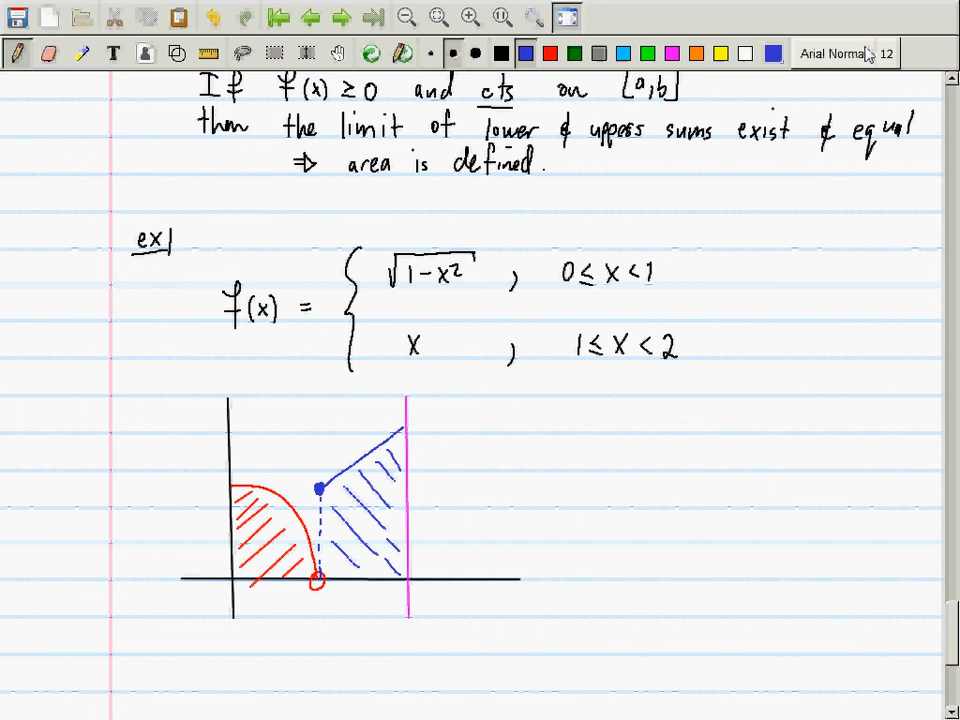 Arial Normal 12
If f(x) ≥ 0 and cts on [a,b]
then the limit of lower & uppers sums exist & equal
⇒ area is defined.
ex1
f(x) = { √(1-x²) , 0 ≤ x < 1
x , 1 ≤ x < 2